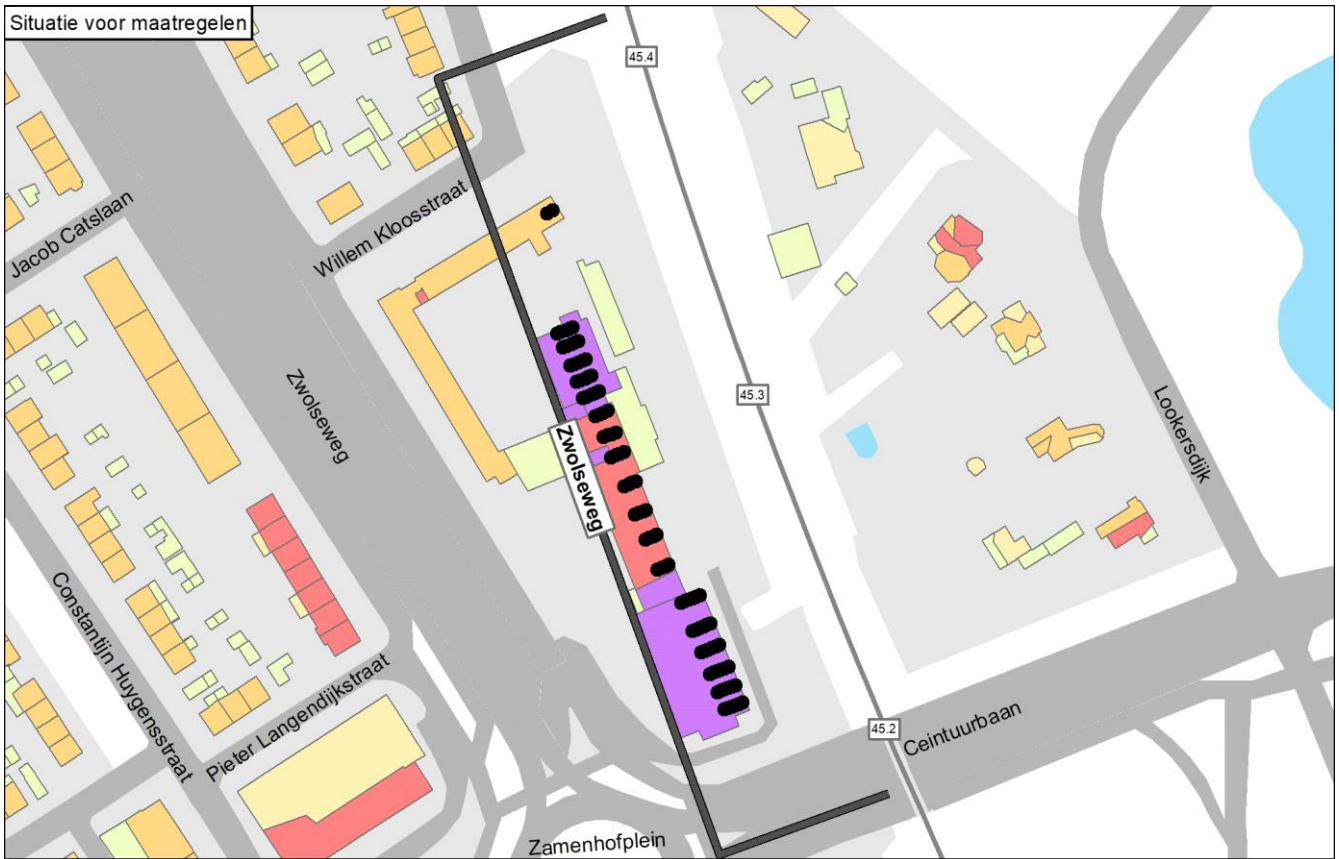 Situatie voor maatregelen
45.4
Jacob Catslaan
Willem Kloosstraat
Zwolseweg
45.3
Zwolseweg
Lookersdijk
Constantijn Huygensstraat
Pieter Langendijkstraat
45.2
Ceintuurbaan
Zamenhofplein